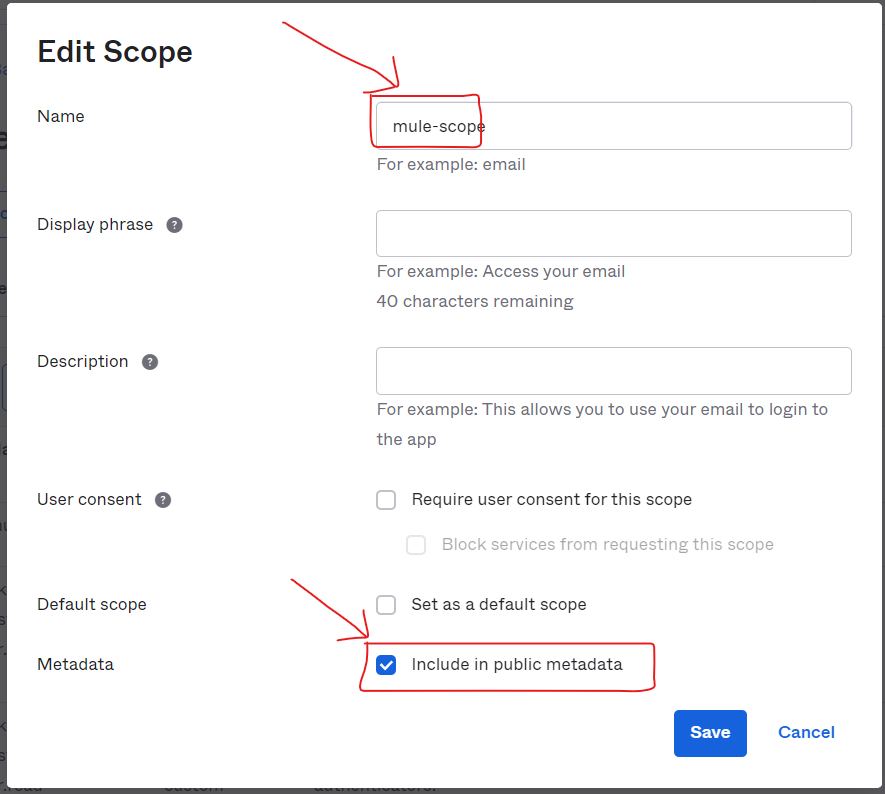 Edit Scope
Name
mule-scope
For example: email
Display phrase ?
For example: Access your email
40 characters remaining
Description ?
For example: This allows you to use your email to login to
the app
User consent ?
Require user consent for this scope
Block services from requesting this scope
Default scope
Set as a default scope
Metadata
Include in public metadata
Save Cancel